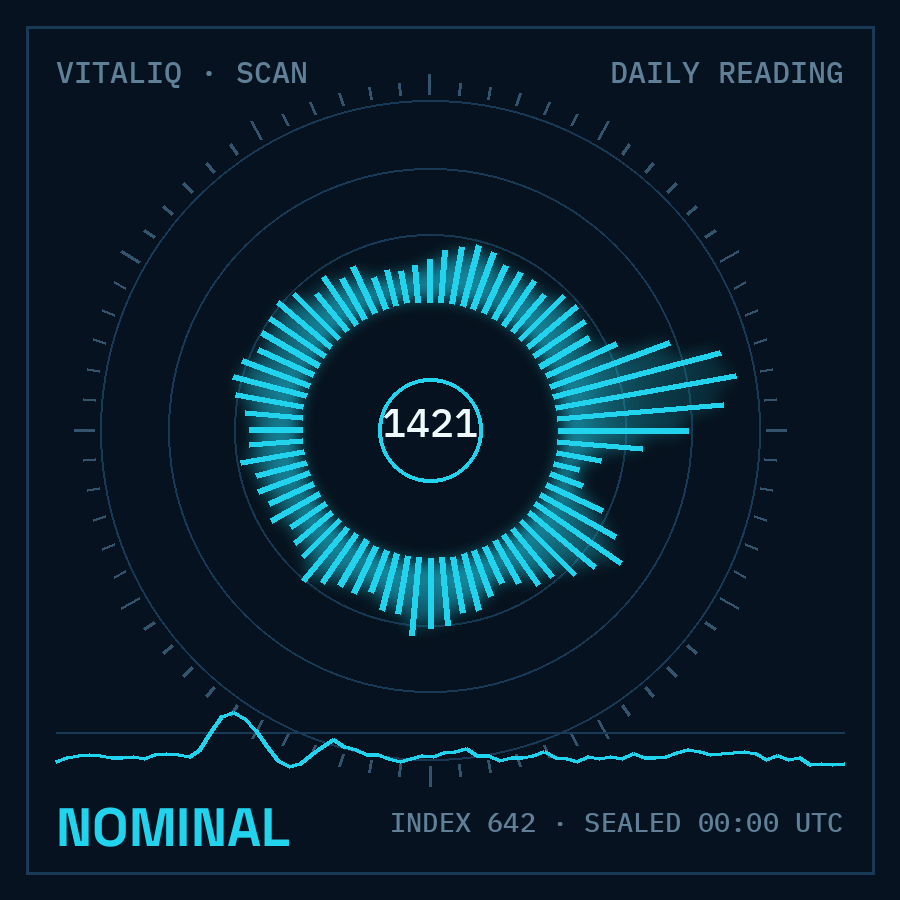 VITALIQ · SCAN
DAILY READING
1421
NOMINAL
INDEX 642 · SEALED 00:00 UTC